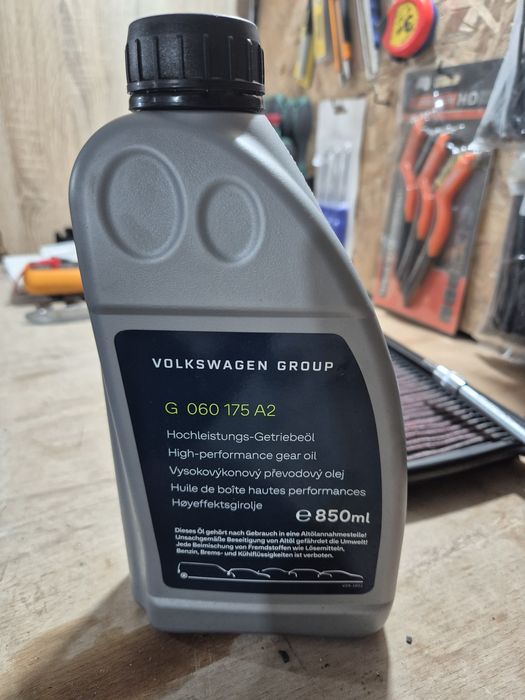 VOLKSWAGEN GROUP
G 060 175 A2
Hochleistungs-Getriebeöl
High-performance gear oil
Vysokovýkonový převodový olej
Huile de boîte hautes performances
Høyeffektsgirolje
℮ 850ml
Dieses Öl gehört nach Gebrauch in eine Altölannahmestelle!
Unsachgemäße Beseitigung von Altöl gefährdet die Umwelt!
Jede Beimischung von Fremdstoffen wie Lösemitteln,
Benzin, Brems- und Kühlflüssigkeiten ist verboten.